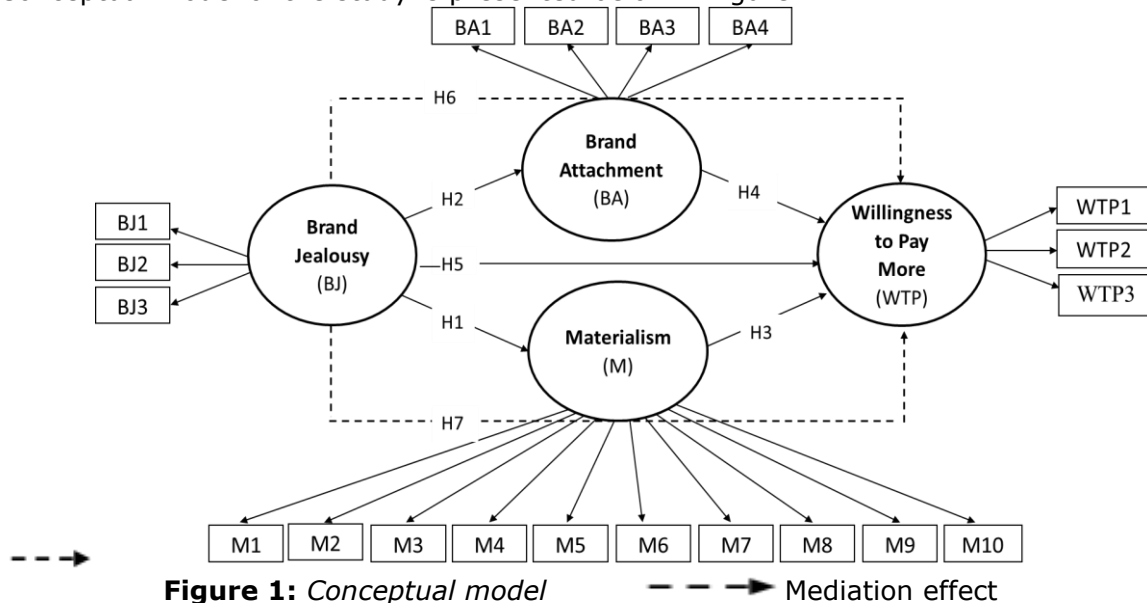 BA1 BA2 BA3 BA4
H6
Brand
Attachment
(BA)
H2
H4
Brand
Jealousy
(BJ)
BJ1
BJ2
BJ3
H5
Willingness
to Pay
More
(WTP)
WTP1
WTP2
WTP3
H1
H3
Materialism
(M)
H7
M1 M2 M3 M4 M5 M6 M7 M8 M9 M10
Figure 1: Conceptual model
Mediation effect